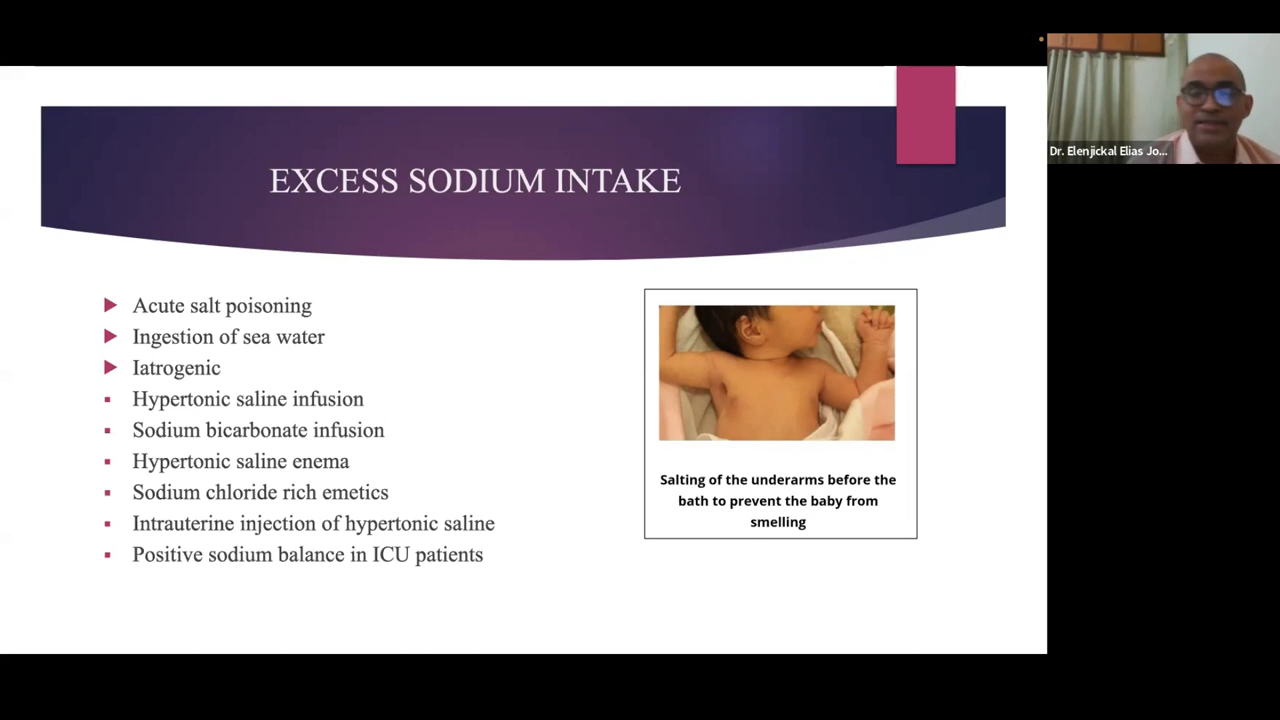 EXCESS SODIUM INTAKE
Acute salt poisoning
Ingestion of sea water
Iatrogenic
Hypertonic saline infusion
Sodium bicarbonate infusion
Hypertonic saline enema
Sodium chloride rich emetics
Intrauterine injection of hypertonic saline
Positive sodium balance in ICU patients
Salting of the underarms before the
bath to prevent the baby from
smelling
Dr. Elenjickal Elias Jo...